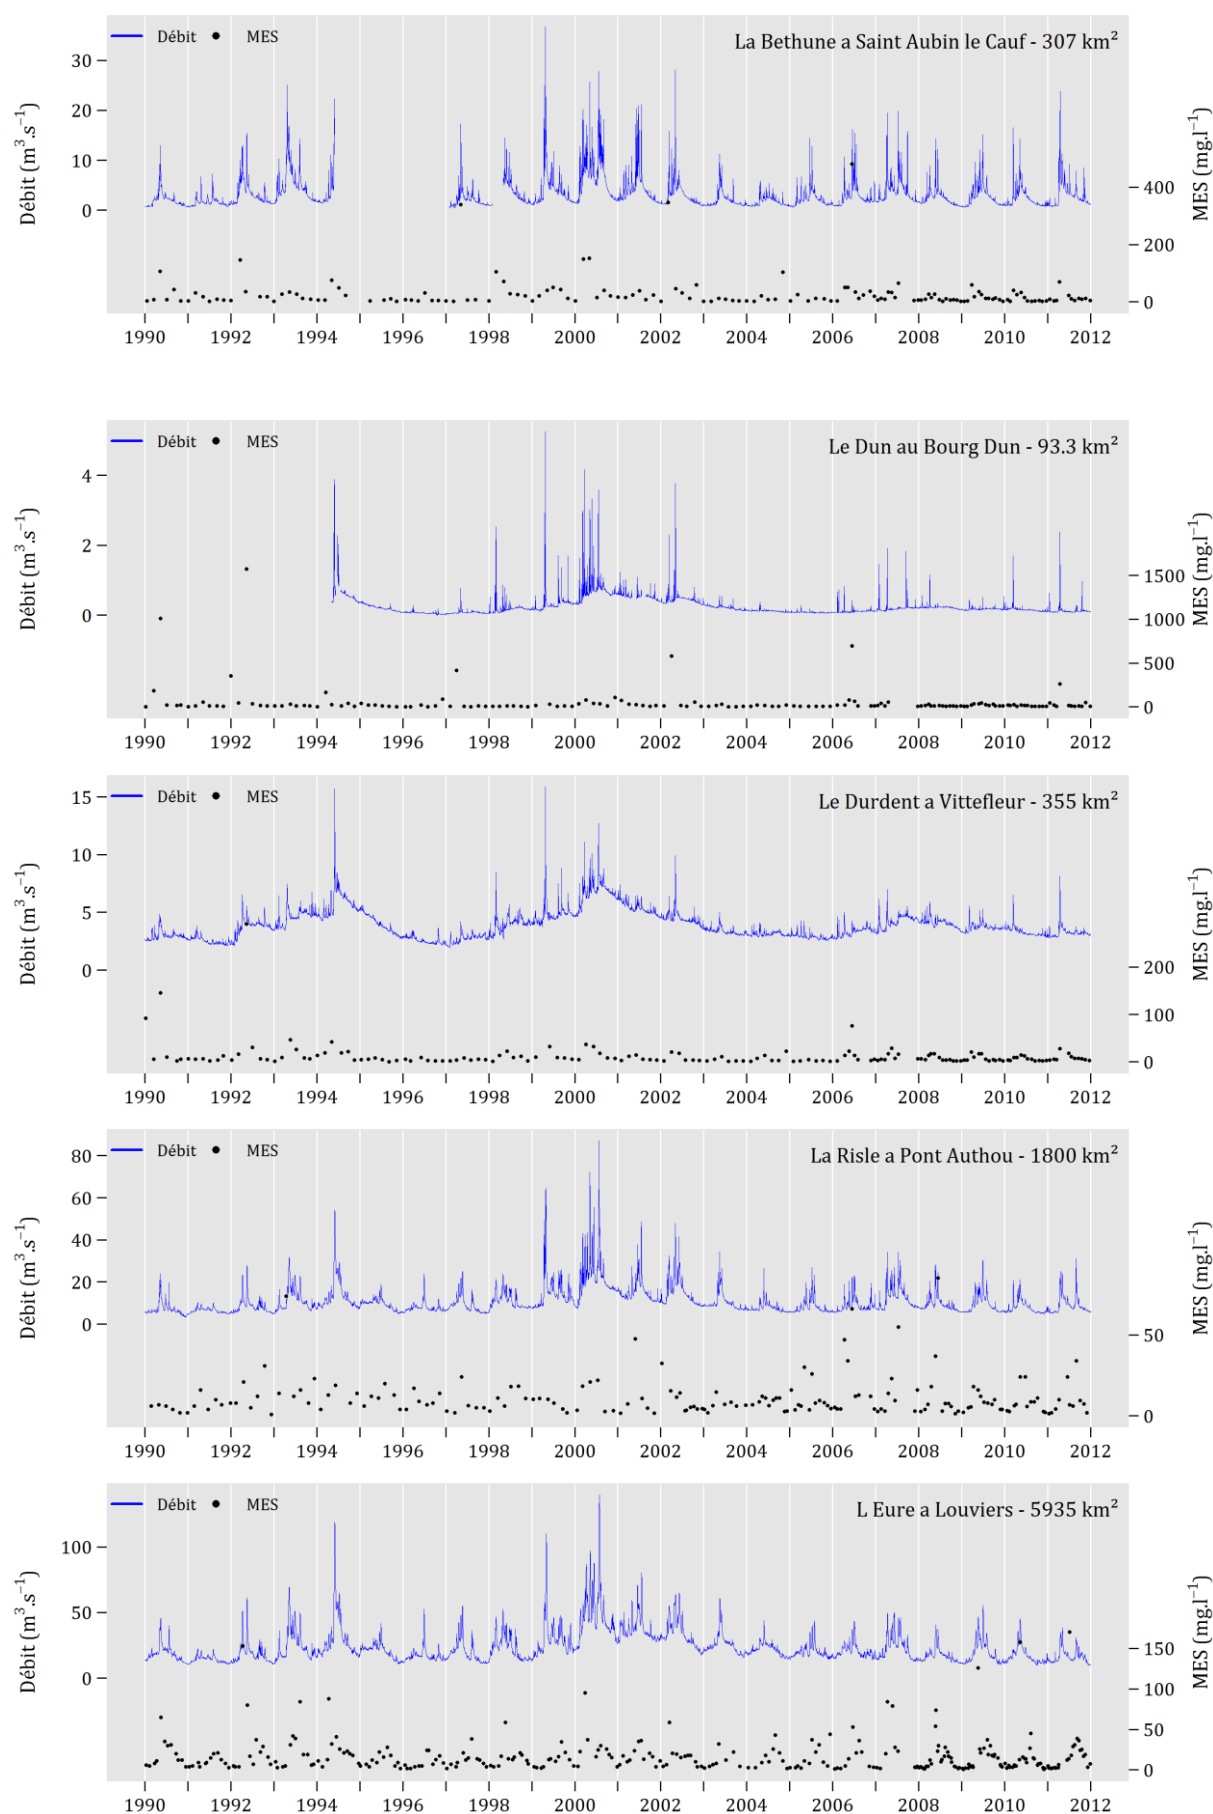 Débit MES
La Bethune a Saint Aubin le Cauf - 307 km²
Débit (m³.s⁻¹)
30
20
10
0
MES (mg.l⁻¹)
400
200
0
1990 1992 1994 1996 1998 2000 2002 2004 2006 2008 2010 2012
Débit MES
Le Dun au Bourg Dun - 93.3 km²
Débit (m³.s⁻¹)
4
2
0
MES (mg.l⁻¹)
1500
1000
500
0
1990 1992 1994 1996 1998 2000 2002 2004 2006 2008 2010 2012
Débit MES
Le Durdent a Vittefleur - 355 km²
Débit (m³.s⁻¹)
15
10
5
0
MES (mg.l⁻¹)
200
100
0
1990 1992 1994 1996 1998 2000 2002 2004 2006 2008 2010 2012
Débit MES
La Risle a Pont Authou - 1800 km²
Débit (m³.s⁻¹)
80
60
40
20
0
MES (mg.l⁻¹)
50
0
1990 1992 1994 1996 1998 2000 2002 2004 2006 2008 2010 2012
Débit MES
L Eure a Louviers - 5935 km²
Débit (m³.s⁻¹)
100
50
0
MES (mg.l⁻¹)
150
100
50
0
1990 1992 1994 1996 1998 2000 2002 2004 2006 2008 2010 2012